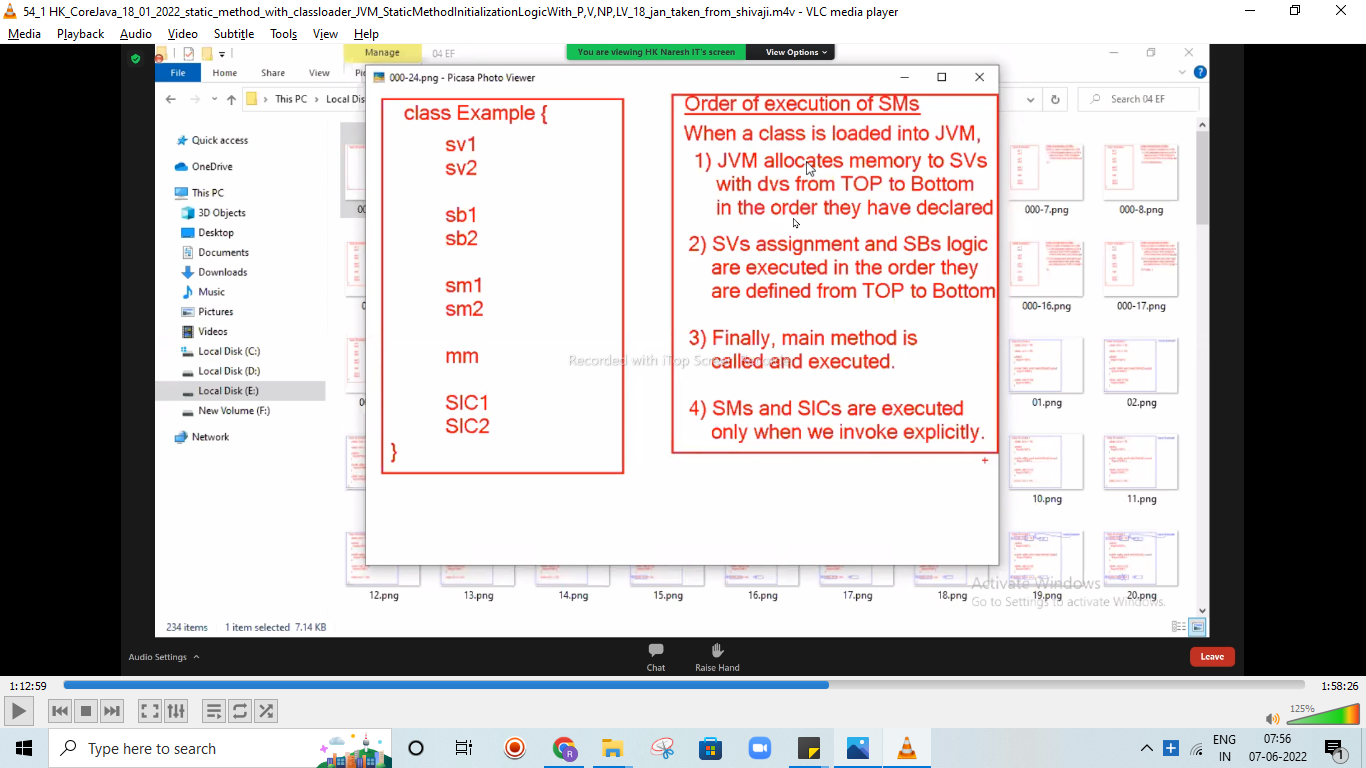 54_1 HK_CoreJava_18_01_2022_static_method_with_classloader_JVM_StaticMethodInitializationLogicWith_P,V,NP,LV_18_jan_taken_from_shivaji.m4v - VLC media player
Media Playback Audio Video Subtitle Tools View Help
You are viewing HK Naresh IT's screen
View Options
Manage
04 EF
File Home Share View
This PC
Local Dis
Search 04 EF
000-24.png - Picasa Photo Viewer
Quick access
OneDrive
This PC
3D Objects
Desktop
Documents
Downloads
Music
Pictures
Videos
Local Disk (C:)
Local Disk (D:)
Local Disk (E:)
New Volume (F:)
Network
class Example {
sv1
sv2
sb1
sb2
sm1
sm2
mm
SIC1
SIC2
}
Order of execution of SMs
When a class is loaded into JVM,
1) JVM allocates memory to SVs
with dvs from TOP to Bottom
in the order they have declared
2) SVs assignment and SBs logic
are executed in the order they
are defined from TOP to Bottom
3) Finally, main method is
called and executed.
4) SMs and SICs are executed
only when we invoke explicitly.
000-7.png 000-8.png
000-16.png 000-17.png
01.png 02.png
10.png 11.png
12.png 13.png 14.png 15.png 16.png 17.png 18.png 19.png 20.png
Activate Windows
Go to Settings to activate Windows.
234 items 1 item selected 7.14 KB
Audio Settings
Chat
Raise Hand
Leave
1:12:59
1:58:26
125%
Type here to search
ENG
IN
07:56
07-06-2022
1